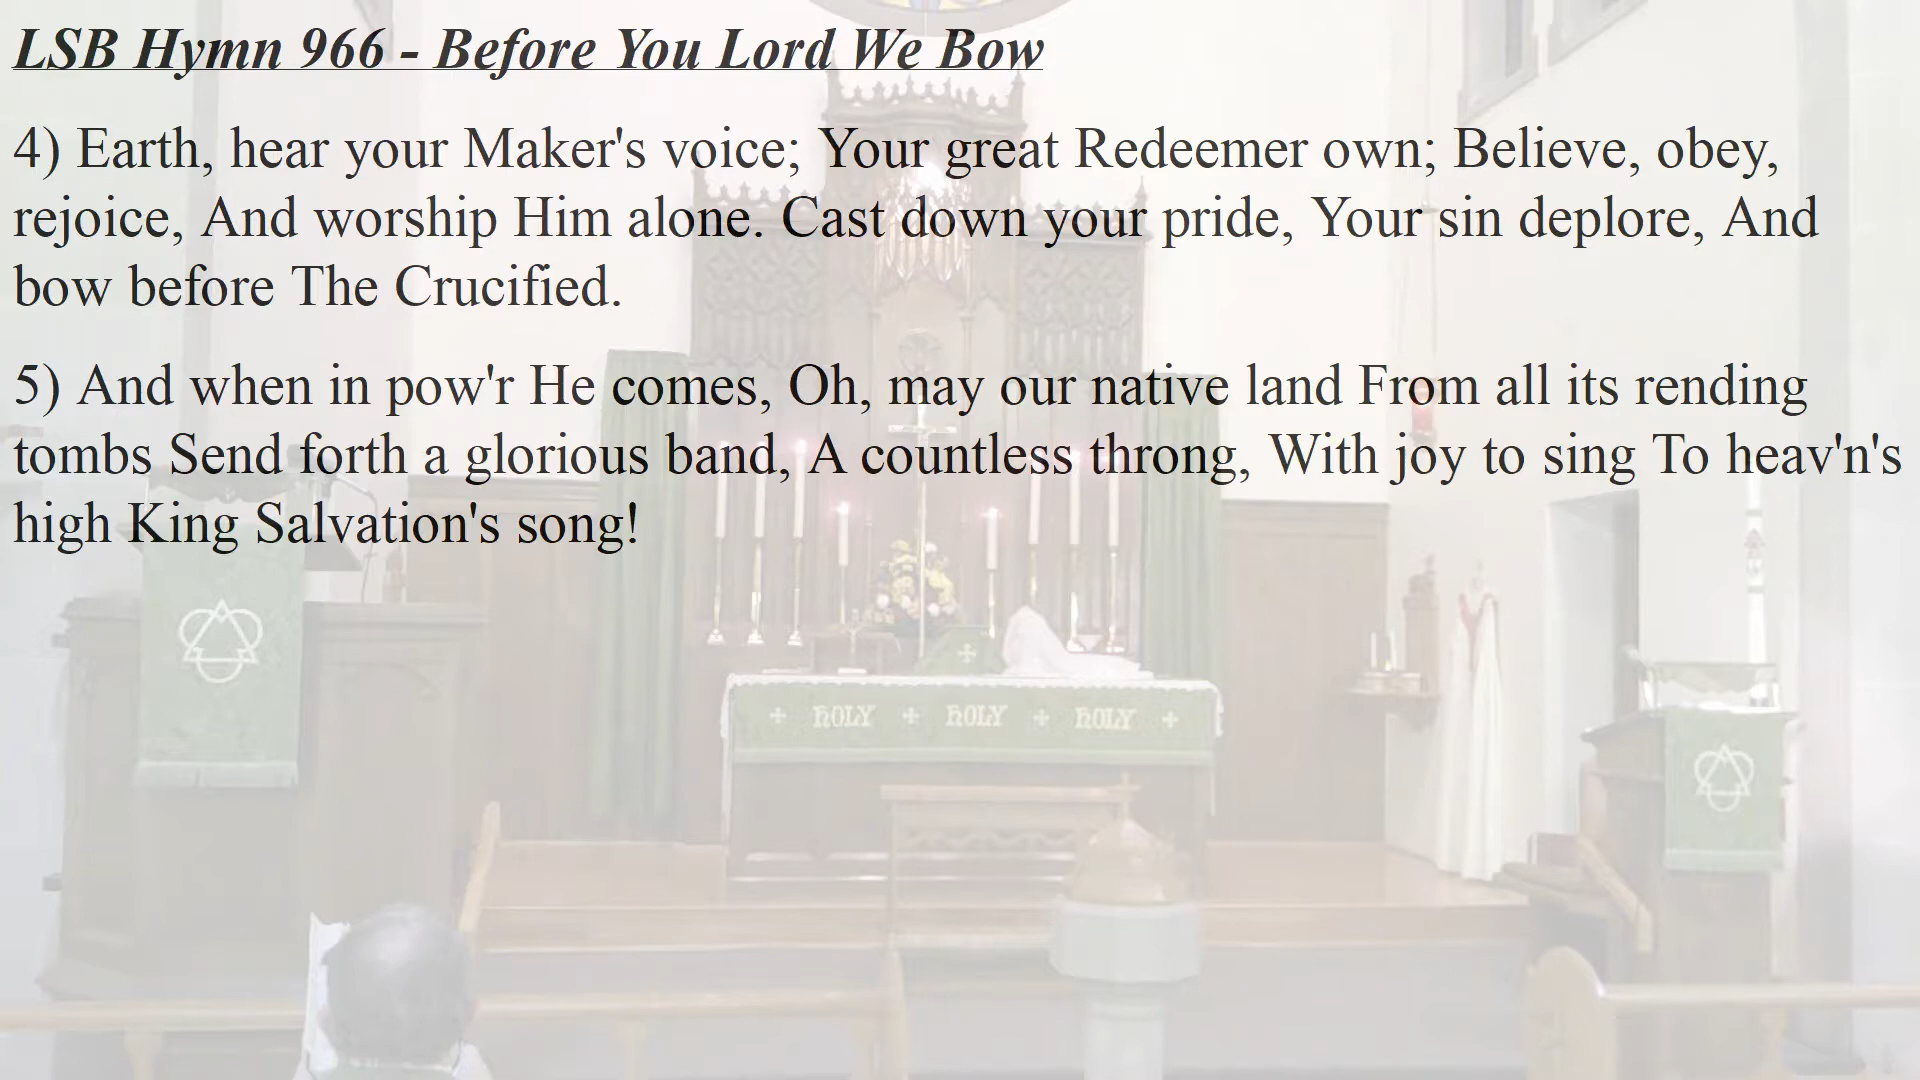 LSB Hymn 966 - Before You Lord We Bow
4) Earth, hear your Maker's voice; Your great Redeemer own; Believe, obey,
rejoice, And worship Him alone. Cast down your pride, Your sin deplore, And
bow before The Crucified.
5) And when in pow'r He comes, Oh, may our native land From all its rending
tombs Send forth a glorious band, A countless throng, With joy to sing To heav'n's
high King Salvation's song!
HOLY HOLY HOLY